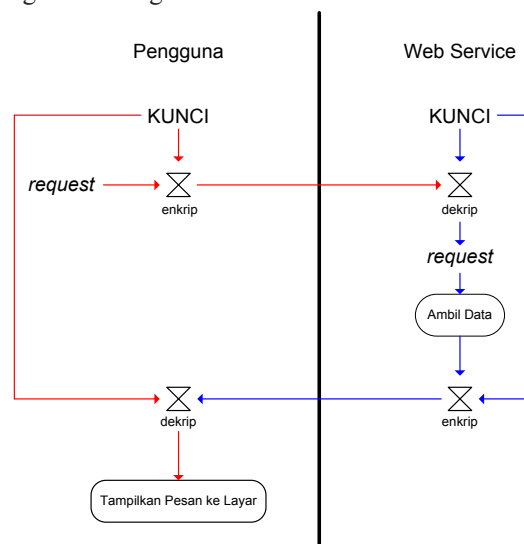 Pengguna
Web Service
KUNCI
KUNCI
request
enkrip
dekrip
request
Ambil Data
dekrip
enkrip
Tampilkan Pesan ke Layar